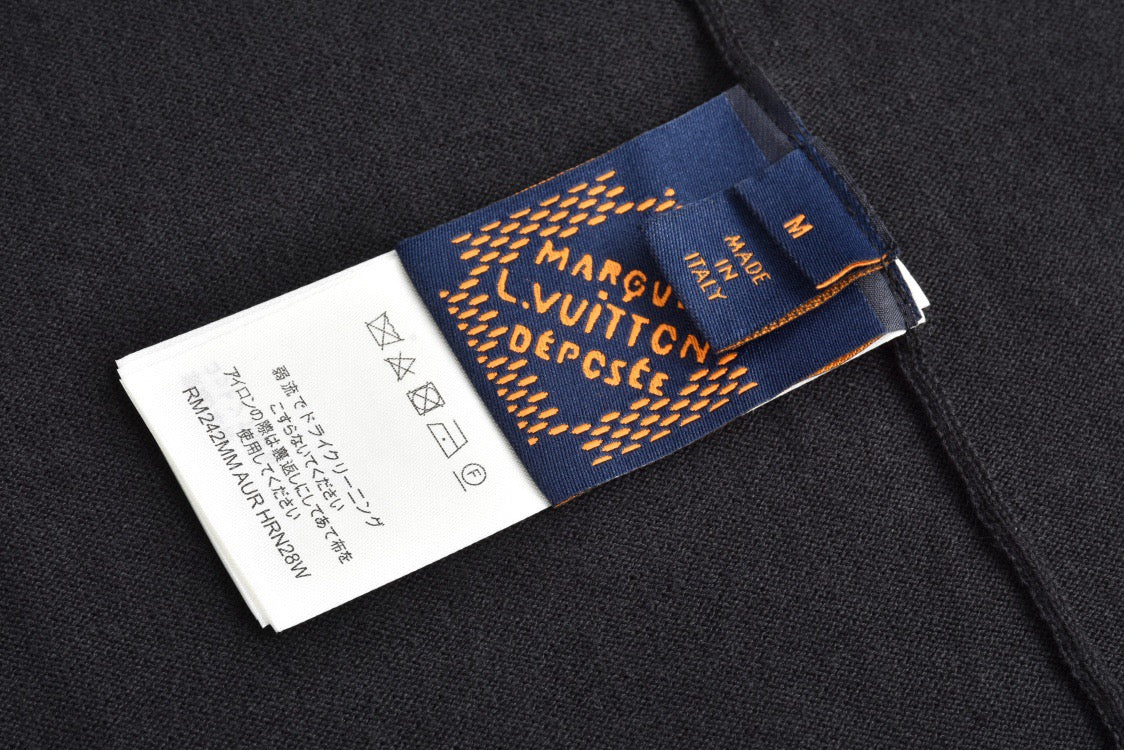 M
MADE
IN
ITALY
L.VUITTON
DÉPOSÉE
F
弱流でドライクリーニング
こすらないでください
アイロンの際は裏返しにしてあて布を
使用してください
RM242MM AUR HRN28W